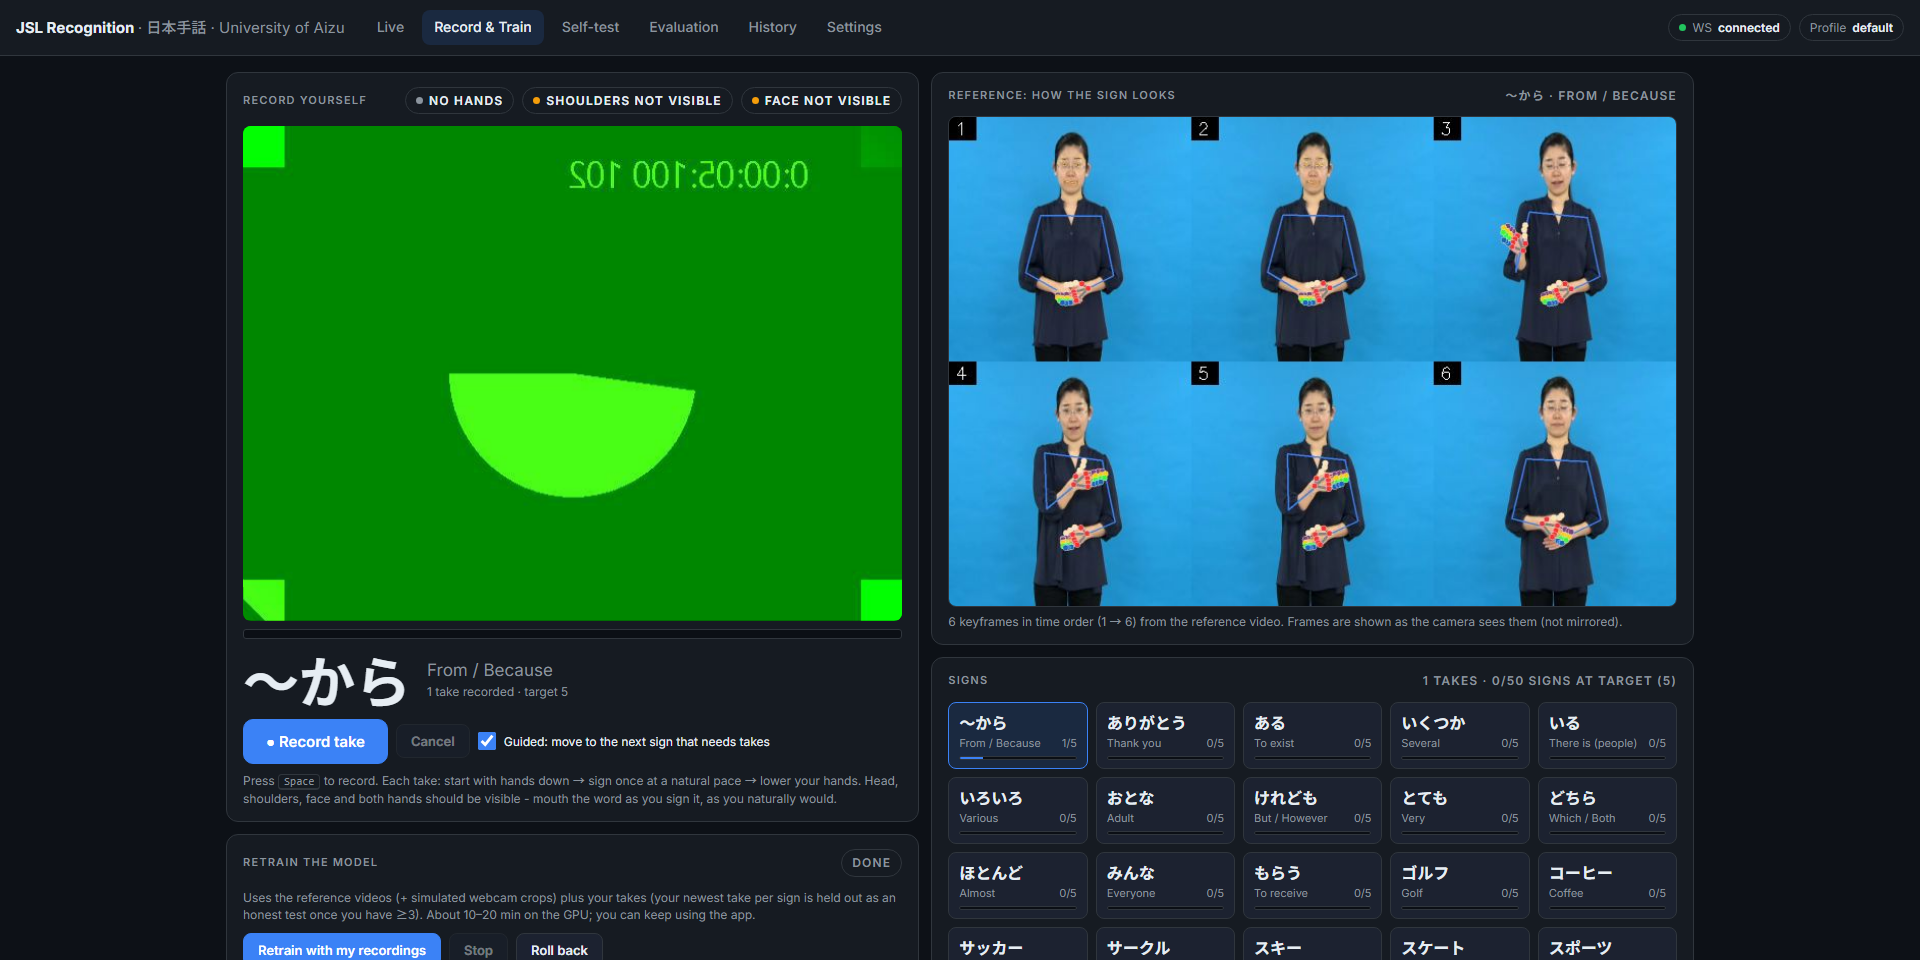 JSL Recognition · 日本手話 · University of Aizu
Live
Record & Train
Self-test
Evaluation
History
Settings
WS connected
Profile default
RECORD YOURSELF
NO HANDS
SHOULDERS NOT VISIBLE
FACE NOT VISIBLE
0:00:05:100 102
〜から
From / Because
1 take recorded · target 5
● Record take
Cancel
Guided: move to the next sign that needs takes
Press Space to record. Each take: start with hands down → sign once at a natural pace → lower your hands. Head,
shoulders, face and both hands should be visible - mouth the word as you sign it, as you naturally would.
RETRAIN THE MODEL
DONE
Uses the reference videos (+ simulated webcam crops) plus your takes (your newest take per sign is held out as an
honest test once you have ≥3). About 10–20 min on the GPU; you can keep using the app.
Retrain with my recordings
Stop
Roll back
REFERENCE: HOW THE SIGN LOOKS
〜から · FROM / BECAUSE
1
2
3
4
5
6
6 keyframes in time order (1 → 6) from the reference video. Frames are shown as the camera sees them (not mirrored).
SIGNS
1 TAKES · 0/50 SIGNS AT TARGET (5)
〜から
From / Because 1/5
ありがとう
Thank you 0/5
ある
To exist 0/5
いくつか
Several 0/5
いる
There is (people) 0/5
いろいろ
Various 0/5
おとな
Adult 0/5
けれども
But / However 0/5
とても
Very 0/5
どちら
Which / Both 0/5
ほとんど
Almost 0/5
みんな
Everyone 0/5
もらう
To receive 0/5
ゴルフ
Golf 0/5
コーヒー
Coffee 0/5
サッカー
サークル
スキー
スケート
スポーツ